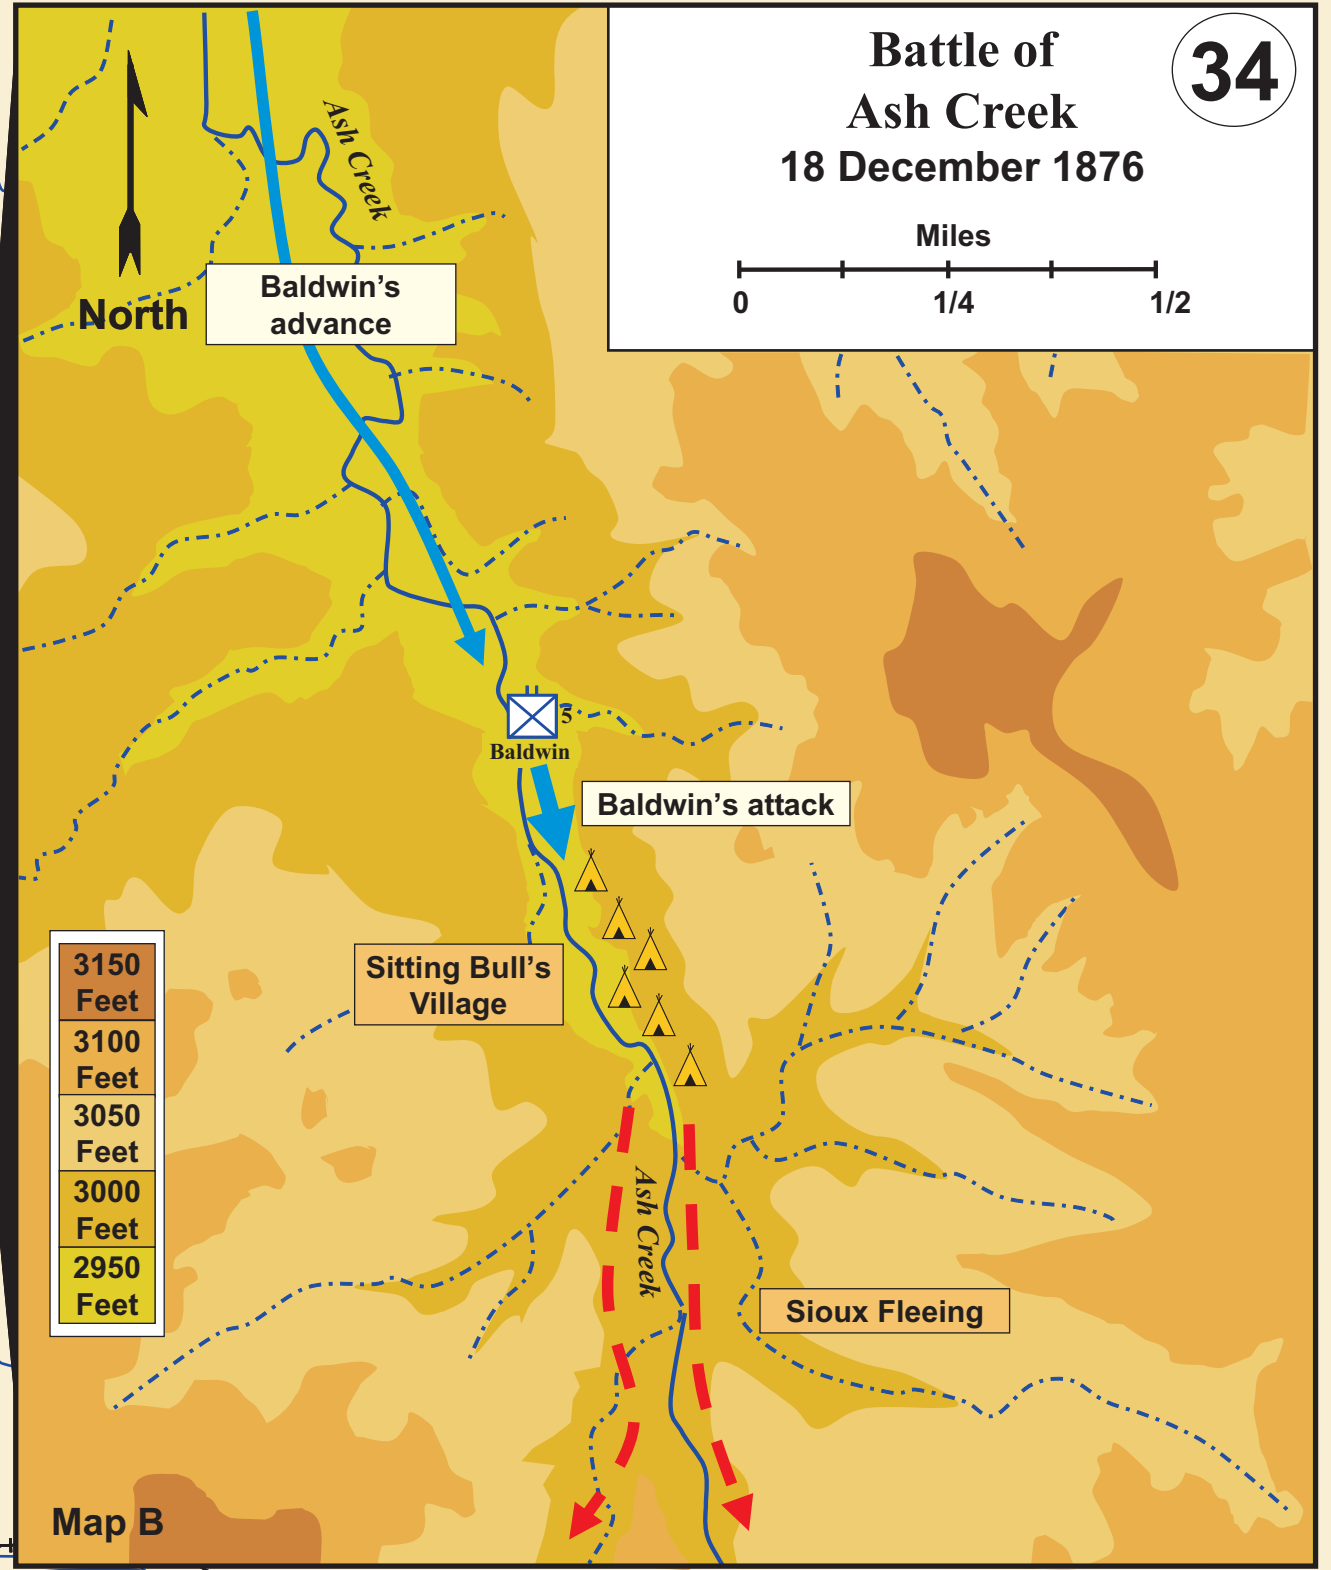 Battle of
Ash Creek
18 December 1876
34
Miles
0 1/4 1/2
Ash Creek
North
Baldwin's
advance
5
Baldwin
Baldwin's attack
Sitting Bull's
Village
3150
Feet
3100
Feet
3050
Feet
3000
Feet
2950
Feet
Ash Creek
Sioux Fleeing
Map B